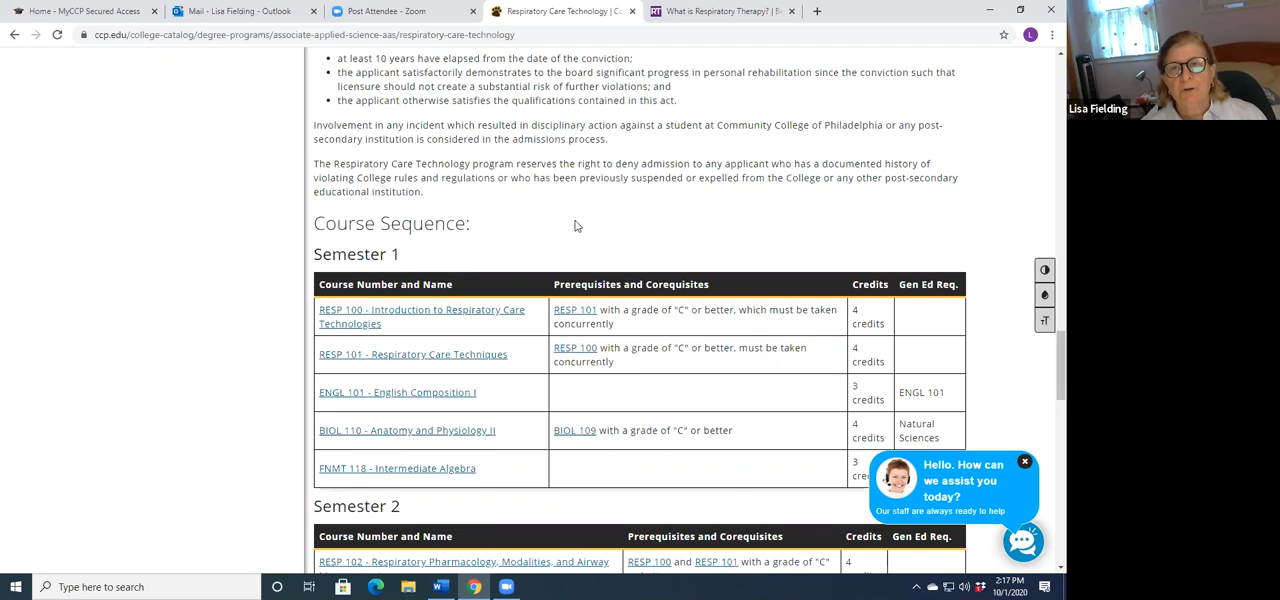 Home - MyCCP Secured Access
Mail - Lisa Fielding - Outlook
Post Attendee - Zoom
Respiratory Care Technology | Co
What is Respiratory Therapy? | B
ccp.edu/college-catalog/degree-programs/associate-applied-science-aas/respiratory-care-technology
L
at least 10 years have elapsed from the date of the conviction;
the applicant satisfactorily demonstrates to the board significant progress in personal rehabilitation since the conviction such that
licensure should not create a substantial risk of further violations; and
the applicant otherwise satisfies the qualifications contained in this act.
Involvement in any incident which resulted in disciplinary action against a student at Community College of Philadelphia or any post-
secondary institution is considered in the admissions process.
The Respiratory Care Technology program reserves the right to deny admission to any applicant who has a documented history of
violating College rules and regulations or who has been previously suspended or expelled from the College or any other post-secondary
educational institution.
Course Sequence:
Semester 1
Course Number and Name Prerequisites and Corequisites Credits Gen Ed Req.
RESP 100 - Introduction to Respiratory Care RESP 101 with a grade of "C" or better, which must be taken 4
Technologies concurrently credits
RESP 101 - Respiratory Care Techniques RESP 100 with a grade of "C" or better, must be taken 4
concurrently credits
ENGL 101 - English Composition I 3 credits ENGL 101
BIOL 110 - Anatomy and Physiology II BIOL 109 with a grade of "C" or better 4 credits Natural Sciences
FNMT 118 - Intermediate Algebra 3
Semester 2
Course Number and Name Prerequisites and Corequisites Credits Gen Ed Req.
RESP 102 - Respiratory Pharmacology, Modalities, and Airway RESP 100 and RESP 101 with a grade of "C" 4
Hello. How can
we assist you
today?
Our staff are always ready to help
TT
Lisa Fielding
Type here to search
2:17 PM
10/1/2020